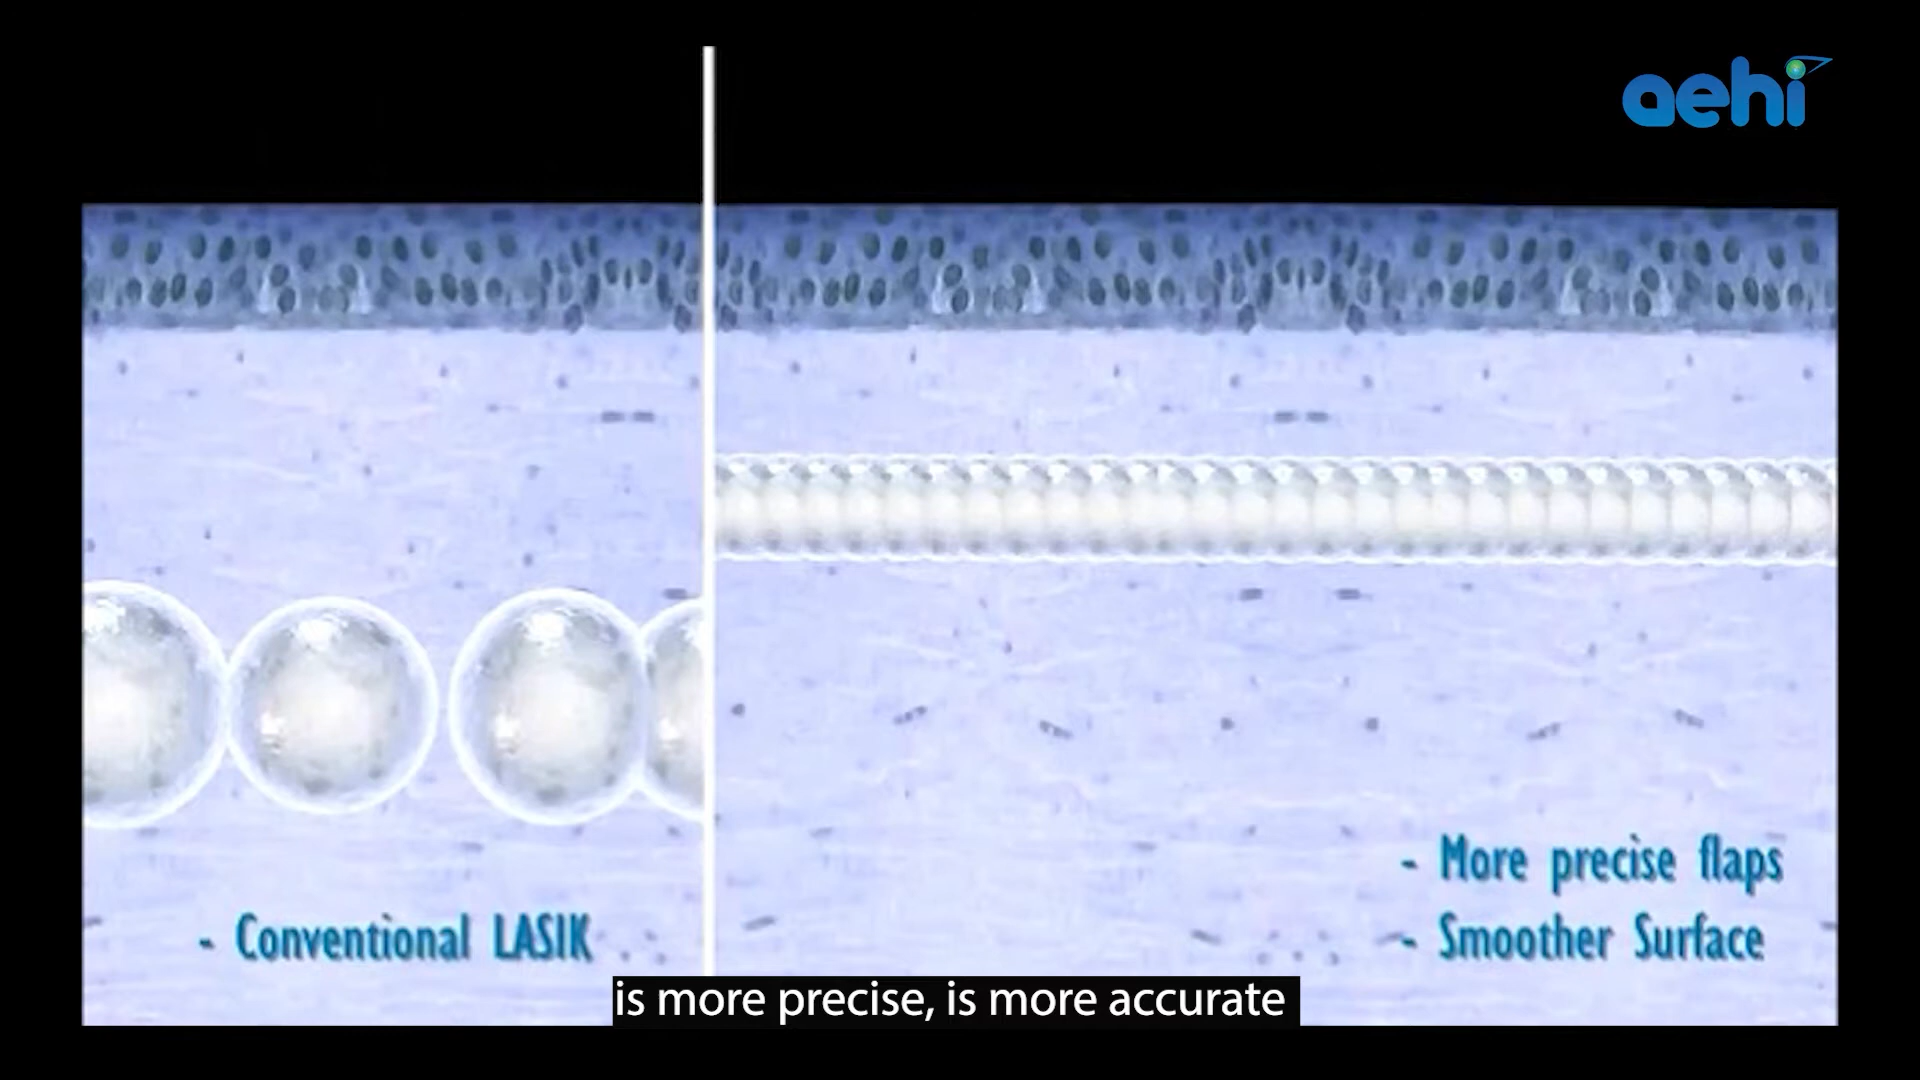 aehi
- Conventional LASIK
- More precise flaps
- Smoother Surface
is more precise, is more accurate